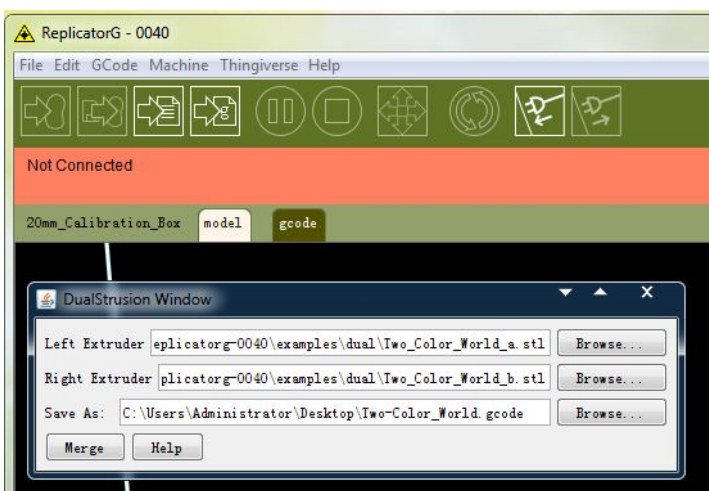 ReplicatorG - 0040
File Edit GCode Machine Thingiverse Help
Not Connected
20mm_Calibration_Box model gcode
DualStrusion Window
Left Extruder eplicatorg-0040\examples\dual\Two_Color_World_a.stl Browse...
Right Extruder plicatorg-0040\examples\dual\Two_Color_World_b.stl Browse...
Save As: C:\Users\Administrator\Desktop\Two-Color_World.gcode Browse...
Merge Help